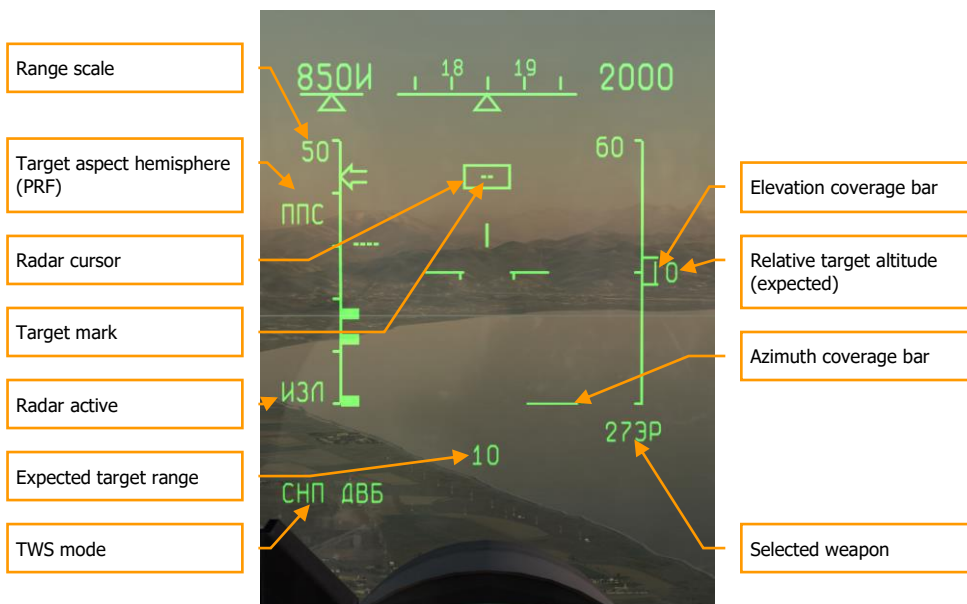 Range scale
Target aspect hemisphere
(PRF)
Radar cursor
Target mark
Radar active
Expected target range
TWS mode
850И
18
19
2000
50
60
ППС
--
----
0
ИЗЛ
27ЭР
10
СНП ДВБ
Elevation coverage bar
Relative target altitude
(expected)
Azimuth coverage bar
Selected weapon